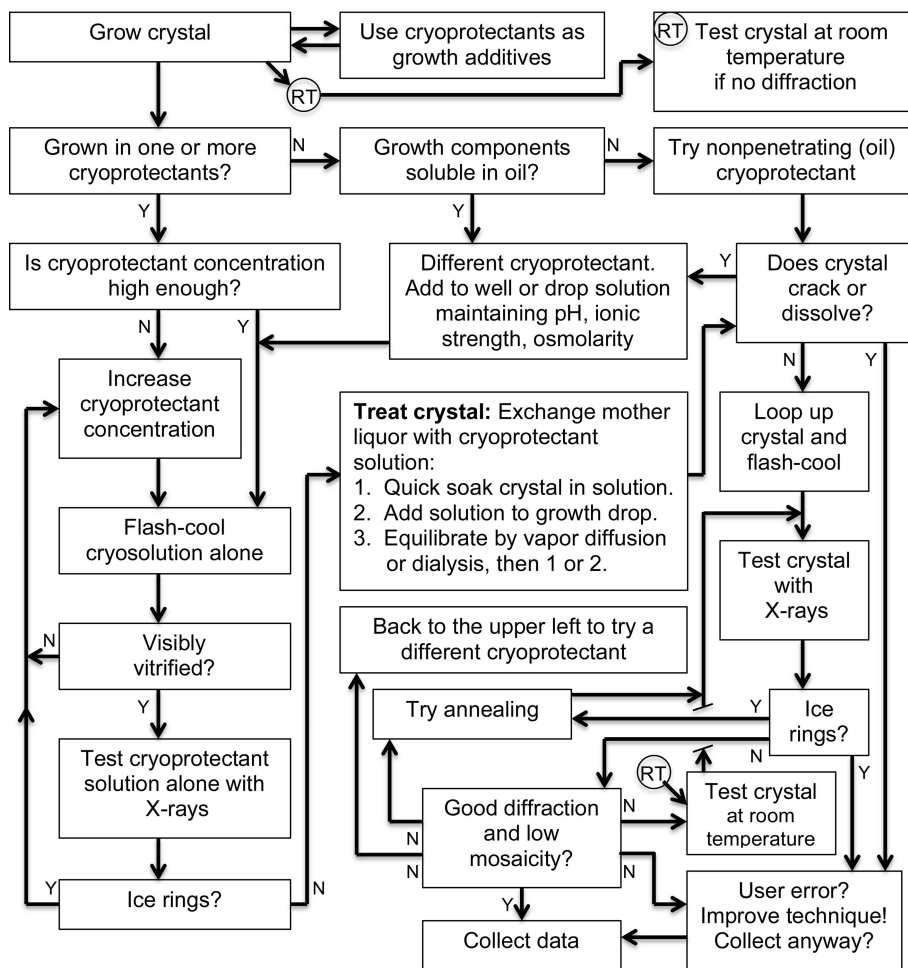 Grow crystal
Use cryoprotectants as
growth additives
RT
RT
Test crystal at room
temperature
if no diffraction
Grown in one or more
cryoprotectants?
N
Growth components
soluble in oil?
N
Try nonpenetrating (oil)
cryoprotectant
Y
Y
Is cryoprotectant concentration
high enough?
Different cryoprotectant.
Add to well or drop solution
maintaining pH, ionic
strength, osmolarity
Y
Does crystal
crack or
dissolve?
N
Y
N
Y
Increase
cryoprotectant
concentration
Treat crystal: Exchange mother
liquor with cryoprotectant
solution:
1. Quick soak crystal in solution.
2. Add solution to growth drop.
3. Equilibrate by vapor diffusion
or dialysis, then 1 or 2.
Loop up
crystal and
flash-cool
Flash-cool
cryosolution alone
Test crystal
with
X-rays
N
Visibly
vitrified?
Back to the upper left to try a
different cryoprotectant
Y
Try annealing
Y
Ice
rings?
N
Y
Test cryoprotectant
solution alone with
X-rays
RT
Test crystal
at room
temperature
Good diffraction
and low
mosaicity?
N
N
N
N
Y
Ice rings?
N
Y
Collect data
User error?
Improve technique!
Collect anyway?